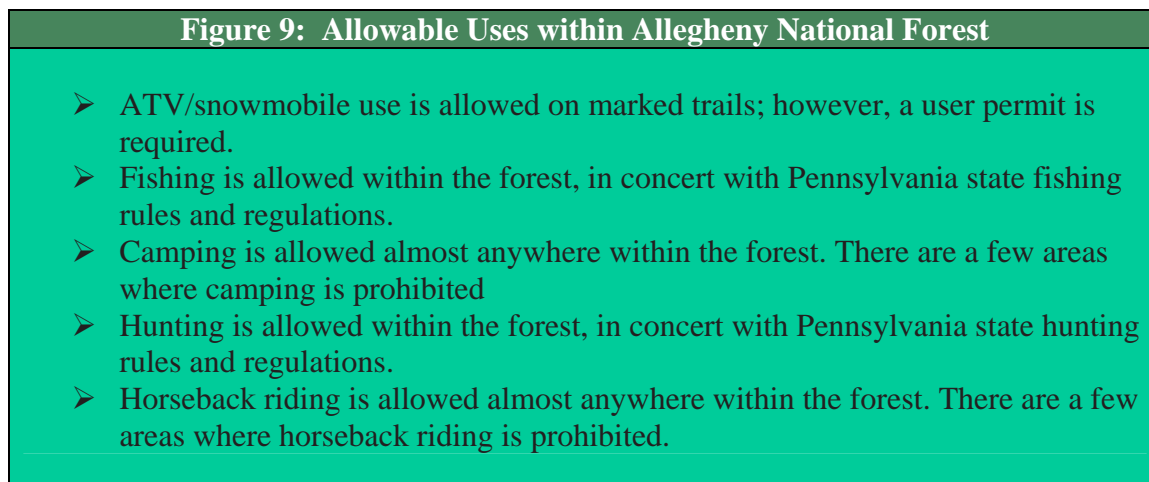 Figure 9: Allowable Uses within Allegheny National Forest
➢ ATV/snowmobile use is allowed on marked trails; however, a user permit is
required.
➢ Fishing is allowed within the forest, in concert with Pennsylvania state fishing
rules and regulations.
➢ Camping is allowed almost anywhere within the forest. There are a few areas
where camping is prohibited
➢ Hunting is allowed within the forest, in concert with Pennsylvania state hunting
rules and regulations.
➢ Horseback riding is allowed almost anywhere within the forest. There are a few
areas where horseback riding is prohibited.